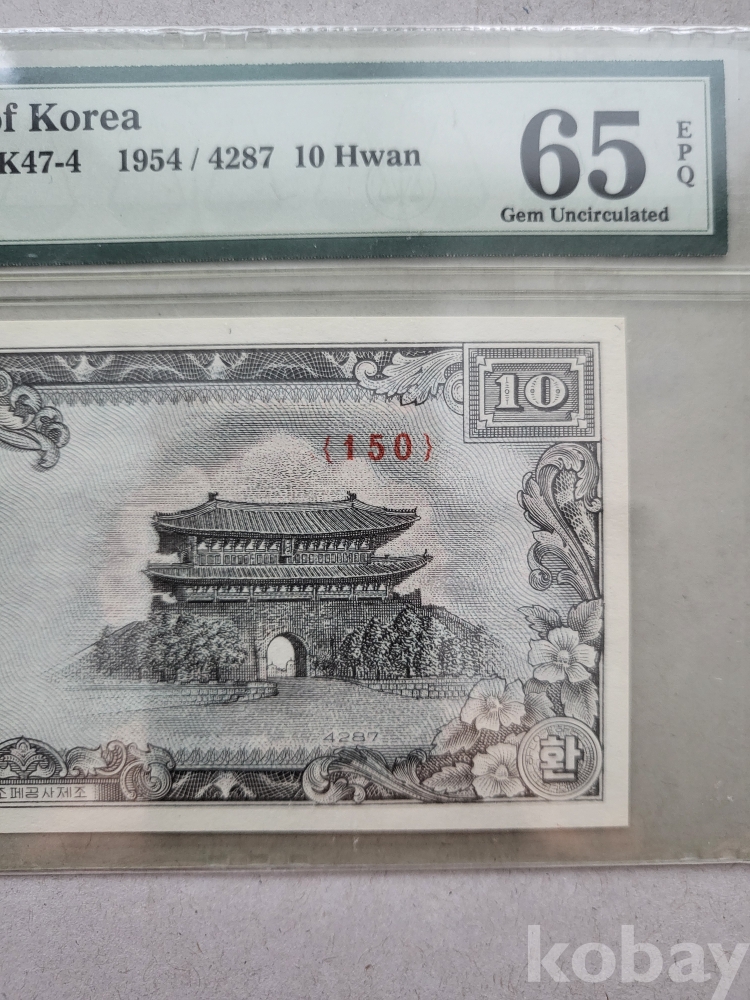 of Korea
K47-4 1954 / 4287 10 Hwan
65
EPQ
Gem Uncirculated
10
{150}
4287
환
조폐공사제조
kobay